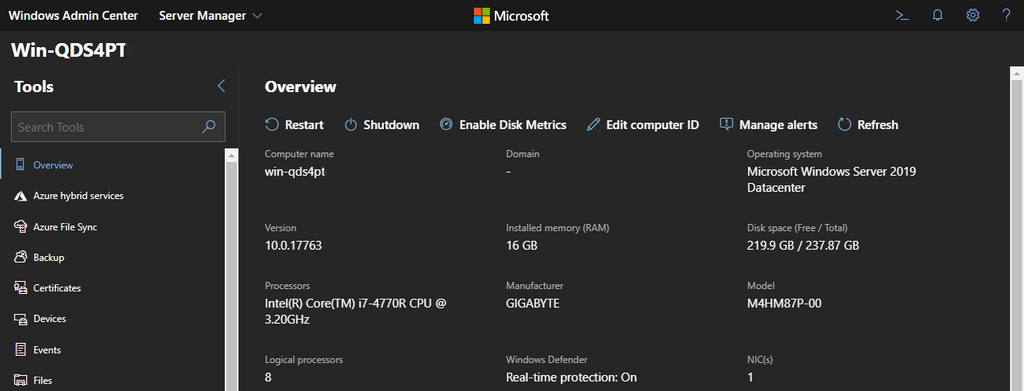 Windows Admin Center Server Manager Microsoft >_ ?
Win-QDS4PT
Tools
Search Tools
Overview
Azure hybrid services
Azure File Sync
Backup
Certificates
Devices
Events
Files
Overview
Restart Shutdown Enable Disk Metrics Edit computer ID Manage alerts Refresh
Computer name Domain Operating system
win-qds4pt - Microsoft Windows Server 2019
Datacenter
Version Installed memory (RAM) Disk space (Free / Total)
10.0.17763 16 GB 219.9 GB / 237.87 GB
Processors Manufacturer Model
Intel(R) Core(TM) i7-4770R CPU @ GIGABYTE M4HM87P-00
3.20GHz
Logical processors Windows Defender NIC(s)
8 Real-time protection: On 1